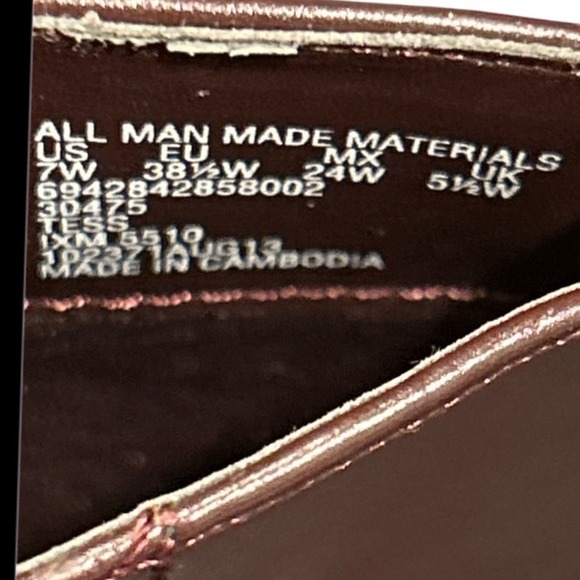 ALL MAN MADE MATERIALS
US EU MX UK
7W 38½W 24W 5½W
6942842858002
30475
TESS
IXM 5510
102371AUG13
MADE IN CAMBODIA